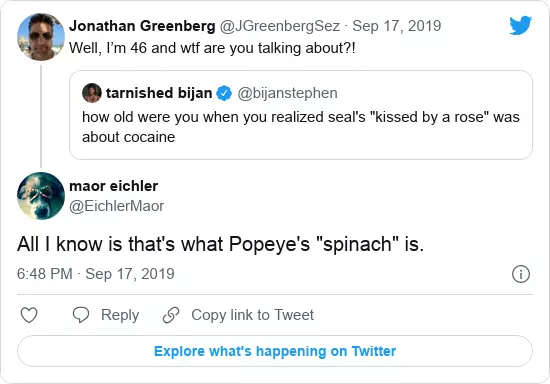 Jonathan Greenberg @JGreenbergSez · Sep 17, 2019
Well, I’m 46 and wtf are you talking about?!
tarnished bijan @bijanstephen
how old were you when you realized seal's "kissed by a rose" was
about cocaine
maor eichler
@EichlerMaor
All I know is that's what Popeye's "spinach" is.
6:48 PM · Sep 17, 2019
Reply Copy link to Tweet
Explore what's happening on Twitter